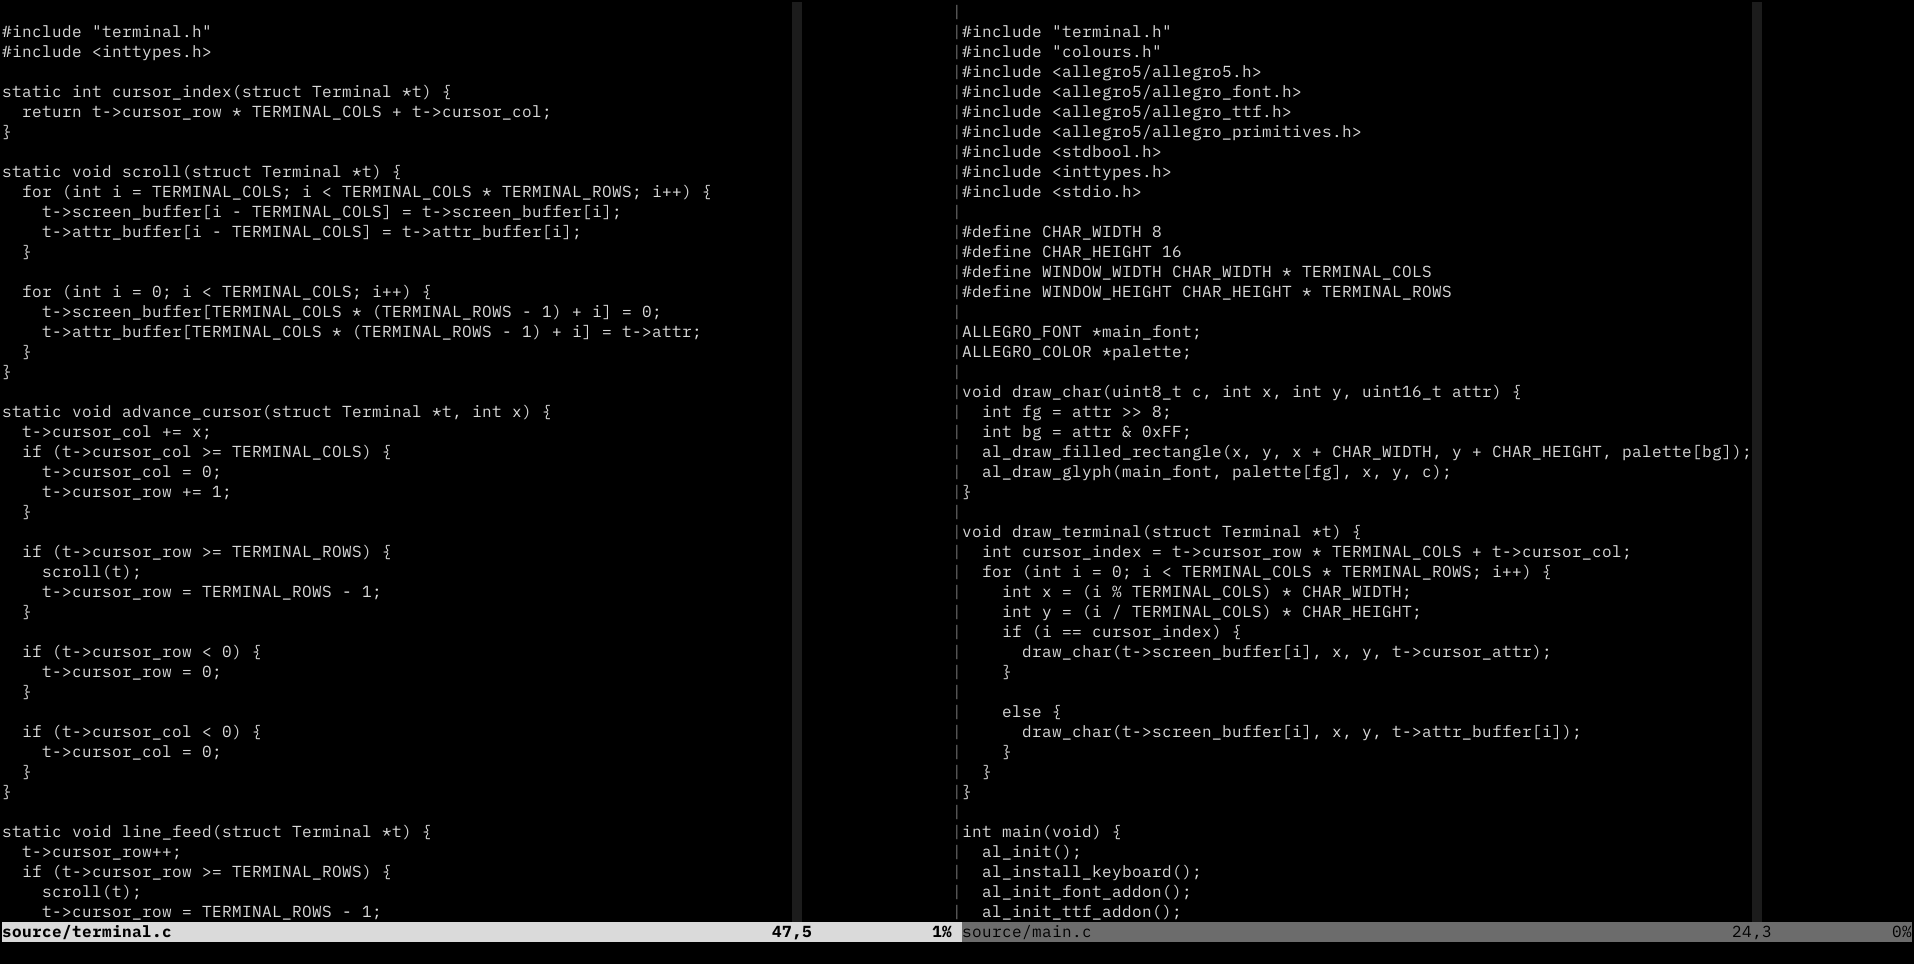 #include "terminal.h"
#include <inttypes.h>

static int cursor_index(struct Terminal *t) {
  return t->cursor_row * TERMINAL_COLS + t->cursor_col;
}

static void scroll(struct Terminal *t) {
  for (int i = TERMINAL_COLS; i < TERMINAL_COLS * TERMINAL_ROWS; i++) {
    t->screen_buffer[i - TERMINAL_COLS] = t->screen_buffer[i];
    t->attr_buffer[i - TERMINAL_COLS] = t->attr_buffer[i];
  }

  for (int i = 0; i < TERMINAL_COLS; i++) {
    t->screen_buffer[TERMINAL_COLS * (TERMINAL_ROWS - 1) + i] = 0;
    t->attr_buffer[TERMINAL_COLS * (TERMINAL_ROWS - 1) + i] = t->attr;
  }
}

static void advance_cursor(struct Terminal *t, int x) {
  t->cursor_col += x;
  if (t->cursor_col >= TERMINAL_COLS) {
    t->cursor_col = 0;
    t->cursor_row += 1;
  }

  if (t->cursor_row >= TERMINAL_ROWS) {
    scroll(t);
    t->cursor_row = TERMINAL_ROWS - 1;
  }

  if (t->cursor_row < 0) {
    t->cursor_row = 0;
  }

  if (t->cursor_col < 0) {
    t->cursor_col = 0;
  }
}

static void line_feed(struct Terminal *t) {
  t->cursor_row++;
  if (t->cursor_row >= TERMINAL_ROWS) {
    scroll(t);
    t->cursor_row = TERMINAL_ROWS - 1;
source/terminal.c 47,5 1%
#include "terminal.h"
#include "colours.h"
#include <allegro5/allegro5.h>
#include <allegro5/allegro_font.h>
#include <allegro5/allegro_ttf.h>
#include <allegro5/allegro_primitives.h>
#include <stdbool.h>
#include <inttypes.h>
#include <stdio.h>

#define CHAR_WIDTH 8
#define CHAR_HEIGHT 16
#define WINDOW_WIDTH CHAR_WIDTH * TERMINAL_COLS
#define WINDOW_HEIGHT CHAR_HEIGHT * TERMINAL_ROWS

ALLEGRO_FONT *main_font;
ALLEGRO_COLOR *palette;

void draw_char(uint8_t c, int x, int y, uint16_t attr) {
  int fg = attr >> 8;
  int bg = attr & 0xFF;
  al_draw_filled_rectangle(x, y, x + CHAR_WIDTH, y + CHAR_HEIGHT, palette[bg]);
  al_draw_glyph(main_font, palette[fg], x, y, c);
}

void draw_terminal(struct Terminal *t) {
  int cursor_index = t->cursor_row * TERMINAL_COLS + t->cursor_col;
  for (int i = 0; i < TERMINAL_COLS * TERMINAL_ROWS; i++) {
    int x = (i % TERMINAL_COLS) * CHAR_WIDTH;
    int y = (i / TERMINAL_COLS) * CHAR_HEIGHT;
    if (i == cursor_index) {
      draw_char(t->screen_buffer[i], x, y, t->cursor_attr);
    }

    else {
      draw_char(t->screen_buffer[i], x, y, t->attr_buffer[i]);
    }
  }
}

int main(void) {
  al_init();
  al_install_keyboard();
  al_init_font_addon();
  al_init_ttf_addon();
source/main.c 24,3 0%